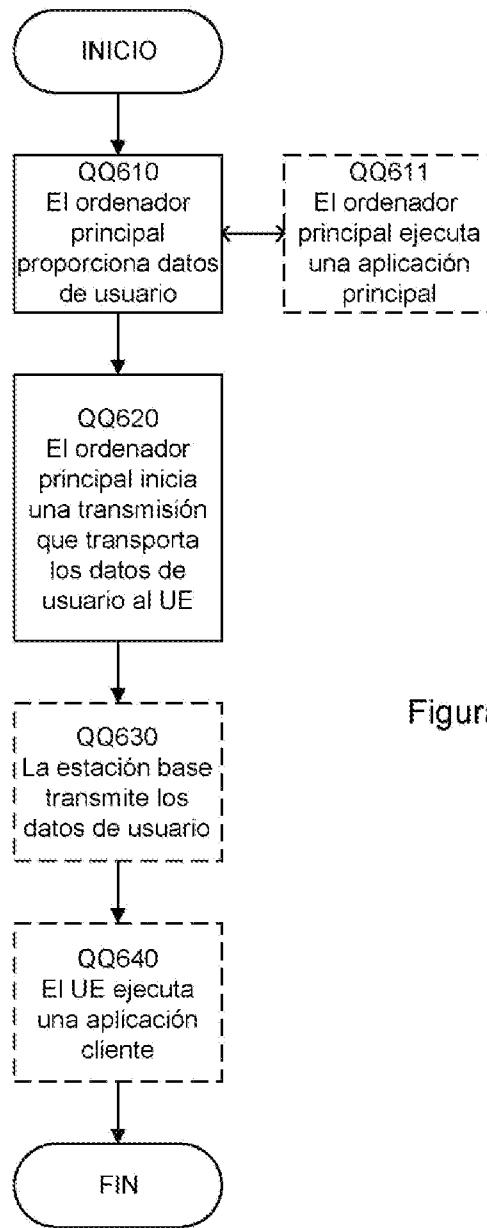 INICIO
QQ610
El ordenador
principal
proporciona datos
de usuario
QQ611
El ordenador
principal ejecuta
una aplicación
principal
QQ620
El ordenador
principal inicia
una transmisión
que transporta
los datos de
usuario al UE
QQ630
La estación base
transmite los
datos de usuario
QQ640
El UE ejecuta
una aplicación
cliente
FIN
Figura